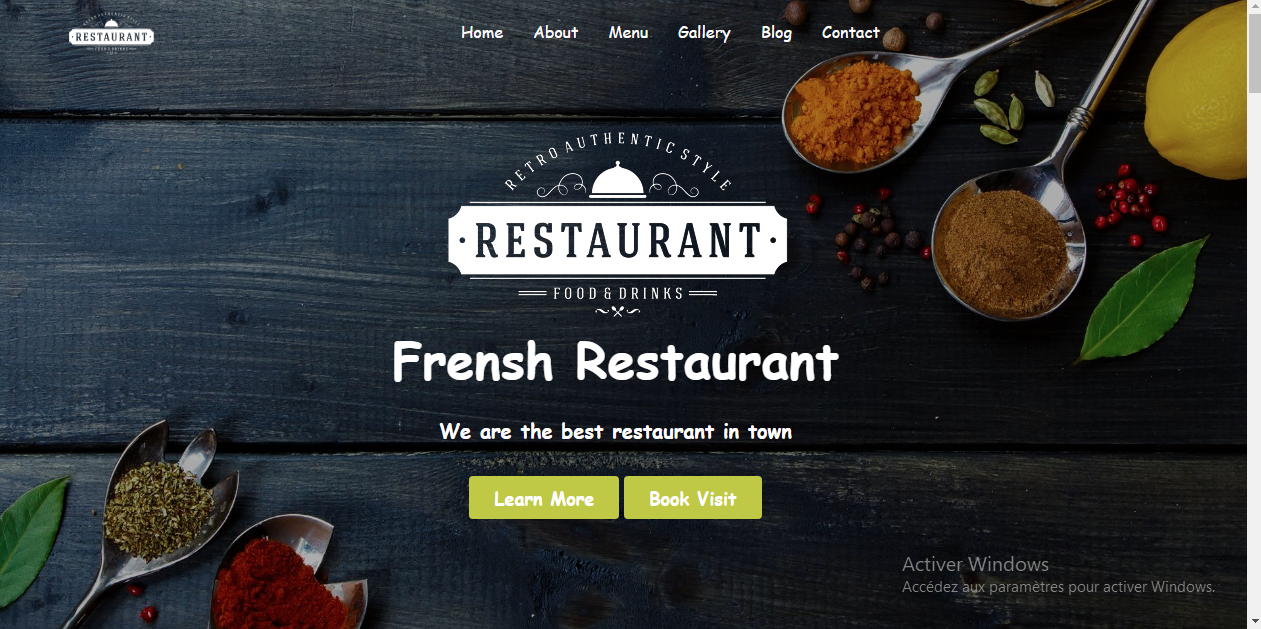 RESTAURANT
Home About Menu Gallery Blog Contact
RETRO AUTHENTIC STYLE
RESTAURANT
FOOD & DRINKS
Frensh Restaurant
We are the best restaurant in town
Learn More Book Visit
Activer Windows
Accédez aux paramètres pour activer Windows.